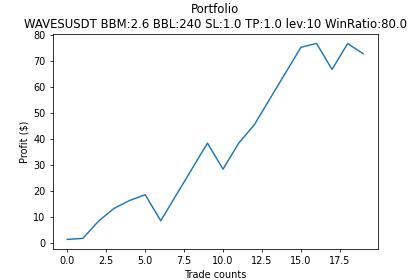 Portfolio
WAVESUSDT BBM:2.6 BBL:240 SL:1.0 TP:1.0 lev:10 WinRatio:80.0
80
70
60
50
40
30
20
10
0
Profit ($)
0.0 2.5 5.0 7.5 10.0 12.5 15.0 17.5
Trade counts